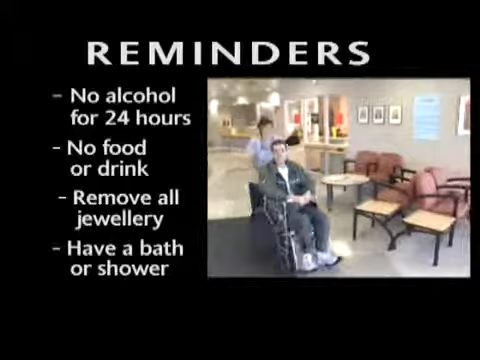 REMINDERS
– No alcohol
for 24 hours
– No food
or drink
– Remove all
jewellery
– Have a bath
or shower